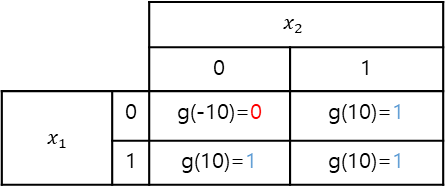 x₂
0 1
0 g(-10)=0 g(10)=1
x₁
1 g(10)=1 g(10)=1